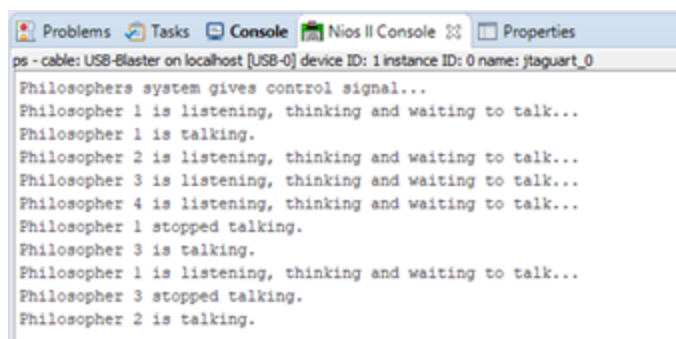 Problems Tasks Console Nios II Console Properties
ps - cable: USB-Blaster on localhost [USB-0] device ID: 1 instance ID: 0 name: jtaguart_0
Philosophers system gives control signal...
Philosopher 1 is listening, thinking and waiting to talk...
Philosopher 1 is talking.
Philosopher 2 is listening, thinking and waiting to talk...
Philosopher 3 is listening, thinking and waiting to talk...
Philosopher 4 is listening, thinking and waiting to talk...
Philosopher 1 stopped talking.
Philosopher 3 is talking.
Philosopher 1 is listening, thinking and waiting to talk...
Philosopher 3 stopped talking.
Philosopher 2 is talking.